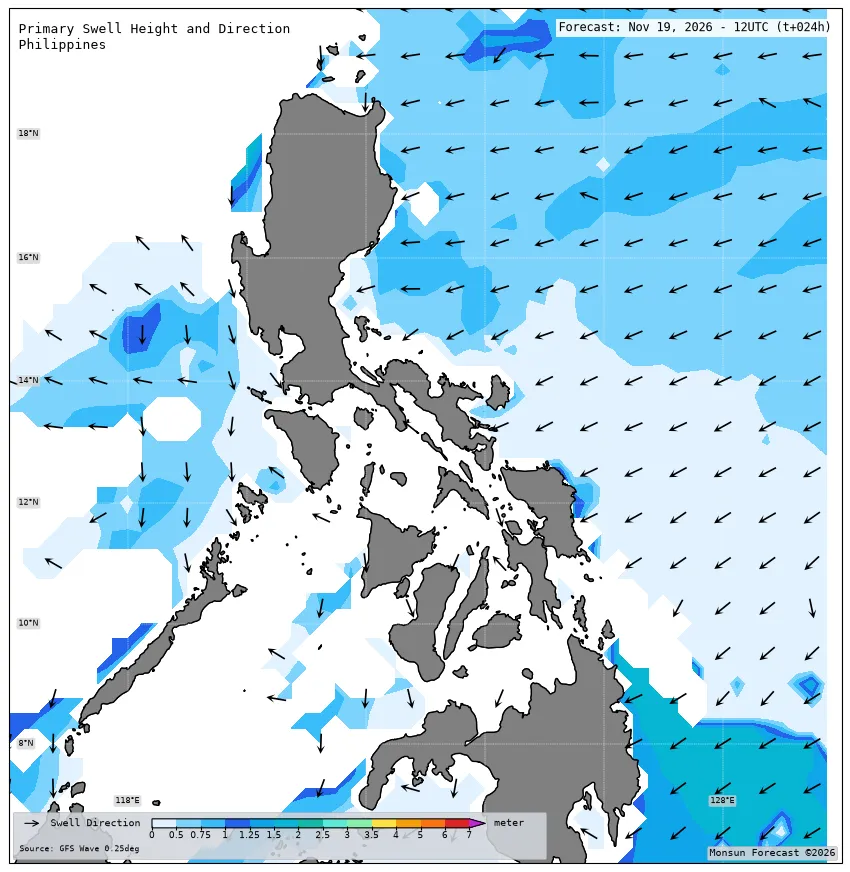 Primary Swell Height and Direction
Philippines
Forecast: Nov 19, 2026 - 12UTC (t+024h)
18°N
16°N
14°N
12°N
10°N
8°N
118°E
128°E
Swell Direction
0 0.5 0.75 1 1.25 1.5 2 2.5 3 3.5 4 5 6 7
meter
Source: GFS Wave 0.25deg
Monsun Forecast ©2026